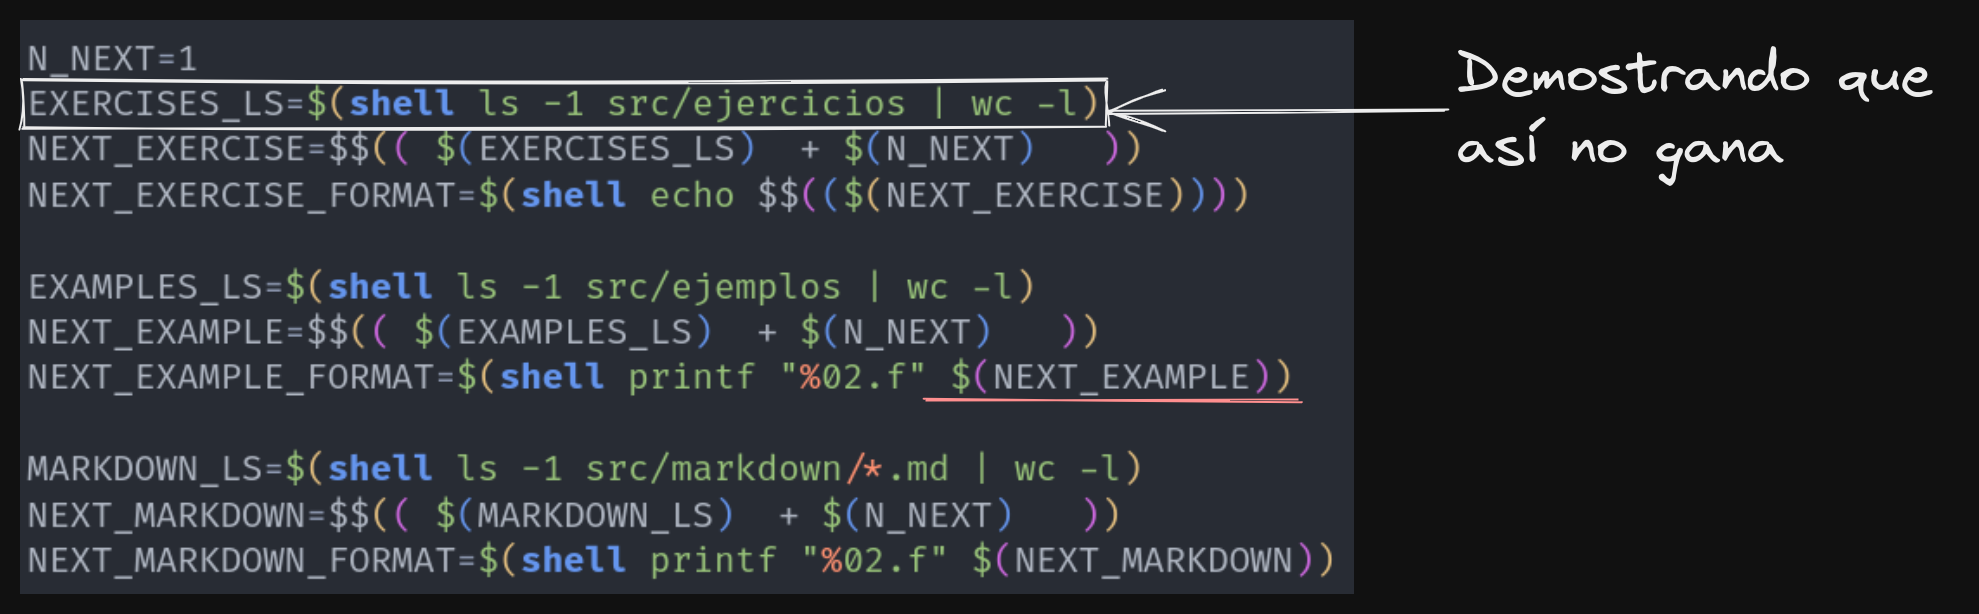 N_NEXT=1
EXERCISES_LS=$(shell ls -1 src/ejercicios | wc -l)
NEXT_EXERCISE=$$(( $(EXERCISES_LS)  + $(N_NEXT)   ))
NEXT_EXERCISE_FORMAT=$(shell echo $$(($(NEXT_EXERCISE))))
EXAMPLES_LS=$(shell ls -1 src/ejemplos | wc -l)
NEXT_EXAMPLE=$$(( $(EXAMPLES_LS)  + $(N_NEXT)   ))
NEXT_EXAMPLE_FORMAT=$(shell printf "%02.f" $(NEXT_EXAMPLE))
MARKDOWN_LS=$(shell ls -1 src/markdown/*.md | wc -l)
NEXT_MARKDOWN=$$(( $(MARKDOWN_LS)  + $(N_NEXT)   ))
NEXT_MARKDOWN_FORMAT=$(shell printf "%02.f" $(NEXT_MARKDOWN))
Demostrando que
así no gana